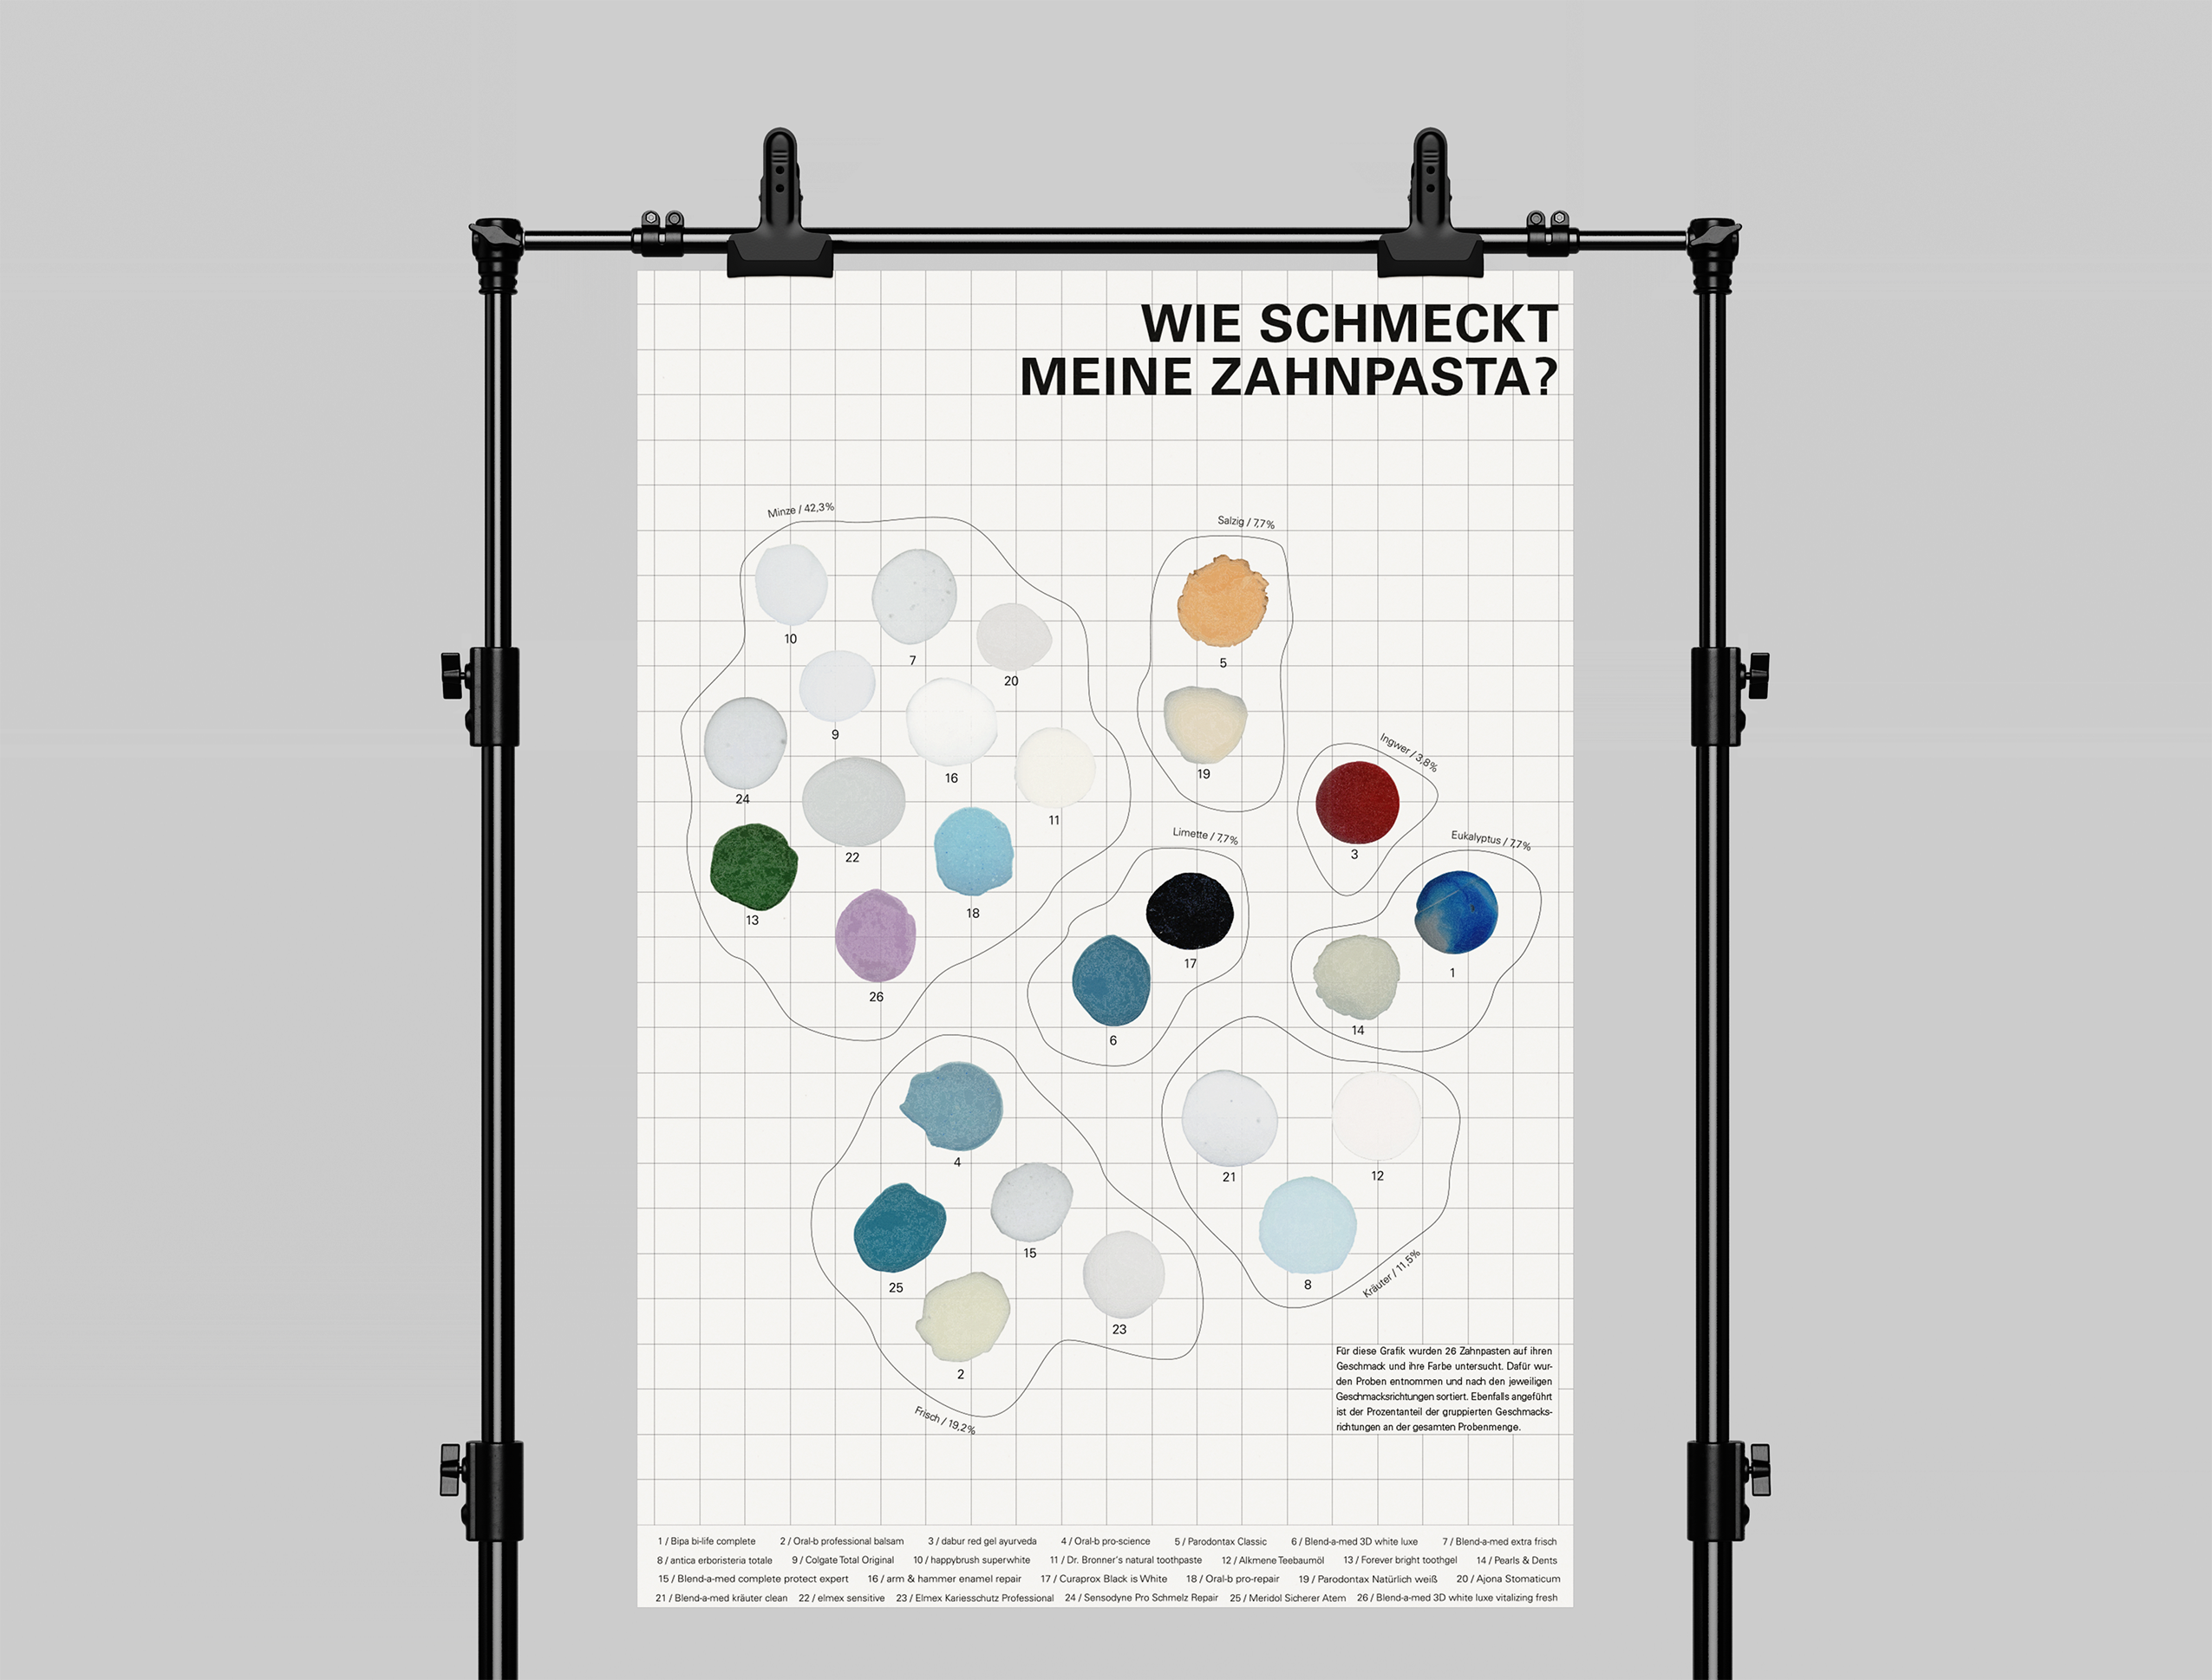 WIE SCHMECKT
MEINE ZAHNPASTA?
Minze / 42,3%
Salzig / 7,7%
10
7
20
5
9
16
19
24
22
11
Ingwer / 3,8%
3
Limette / 7,7%
Eukalyptus / 7,7%
13
18
26
17
6
1
14
4
15
25
2
23
Frisch / 19,2%
21
12
8
Kräuter / 11,5%
Für diese Grafik wurden 26 Zahnpasten auf ihren
Geschmack und ihre Farbe untersucht. Dafür wur-
den Proben entnommen und nach den jeweiligen
Geschmacksrichtungen sortiert. Ebenfalls angeführt
ist der Prozentanteil der gruppierten Geschmacks-
richtungen an der gesamten Probenmenge.
1 / Bipa bi-life complete 2 / Oral-b professional balsam 3 / dabur red gel ayurveda 4 / Oral-b pro-science 5 / Parodontax Classic 6 / Blend-a-med 3D white luxe 7 / Blend-a-med extra frisch
8 / antica erboristeria totale 9 / Colgate Total Original 10 / happybrush superwhite 11 / Dr. Bronner's natural toothpaste 12 / Alkmene Teebaumöl 13 / Forever bright toothgel 14 / Pearls & Dents
15 / Blend-a-med complete protect expert 16 / arm & hammer enamel repair 17 / Curaprox Black is White 18 / Oral-b pro-repair 19 / Parodontax Natürlich weiß 20 / Ajona Stomaticum
21 / Blend-a-med kräuter clean 22 / elmex sensitive 23 / Elmex Kariesschutz Professional 24 / Sensodyne Pro Schmelz Repair 25 / Meridol Sicherer Atem 26 / Blend-a-med 3D white luxe vitalizing fresh